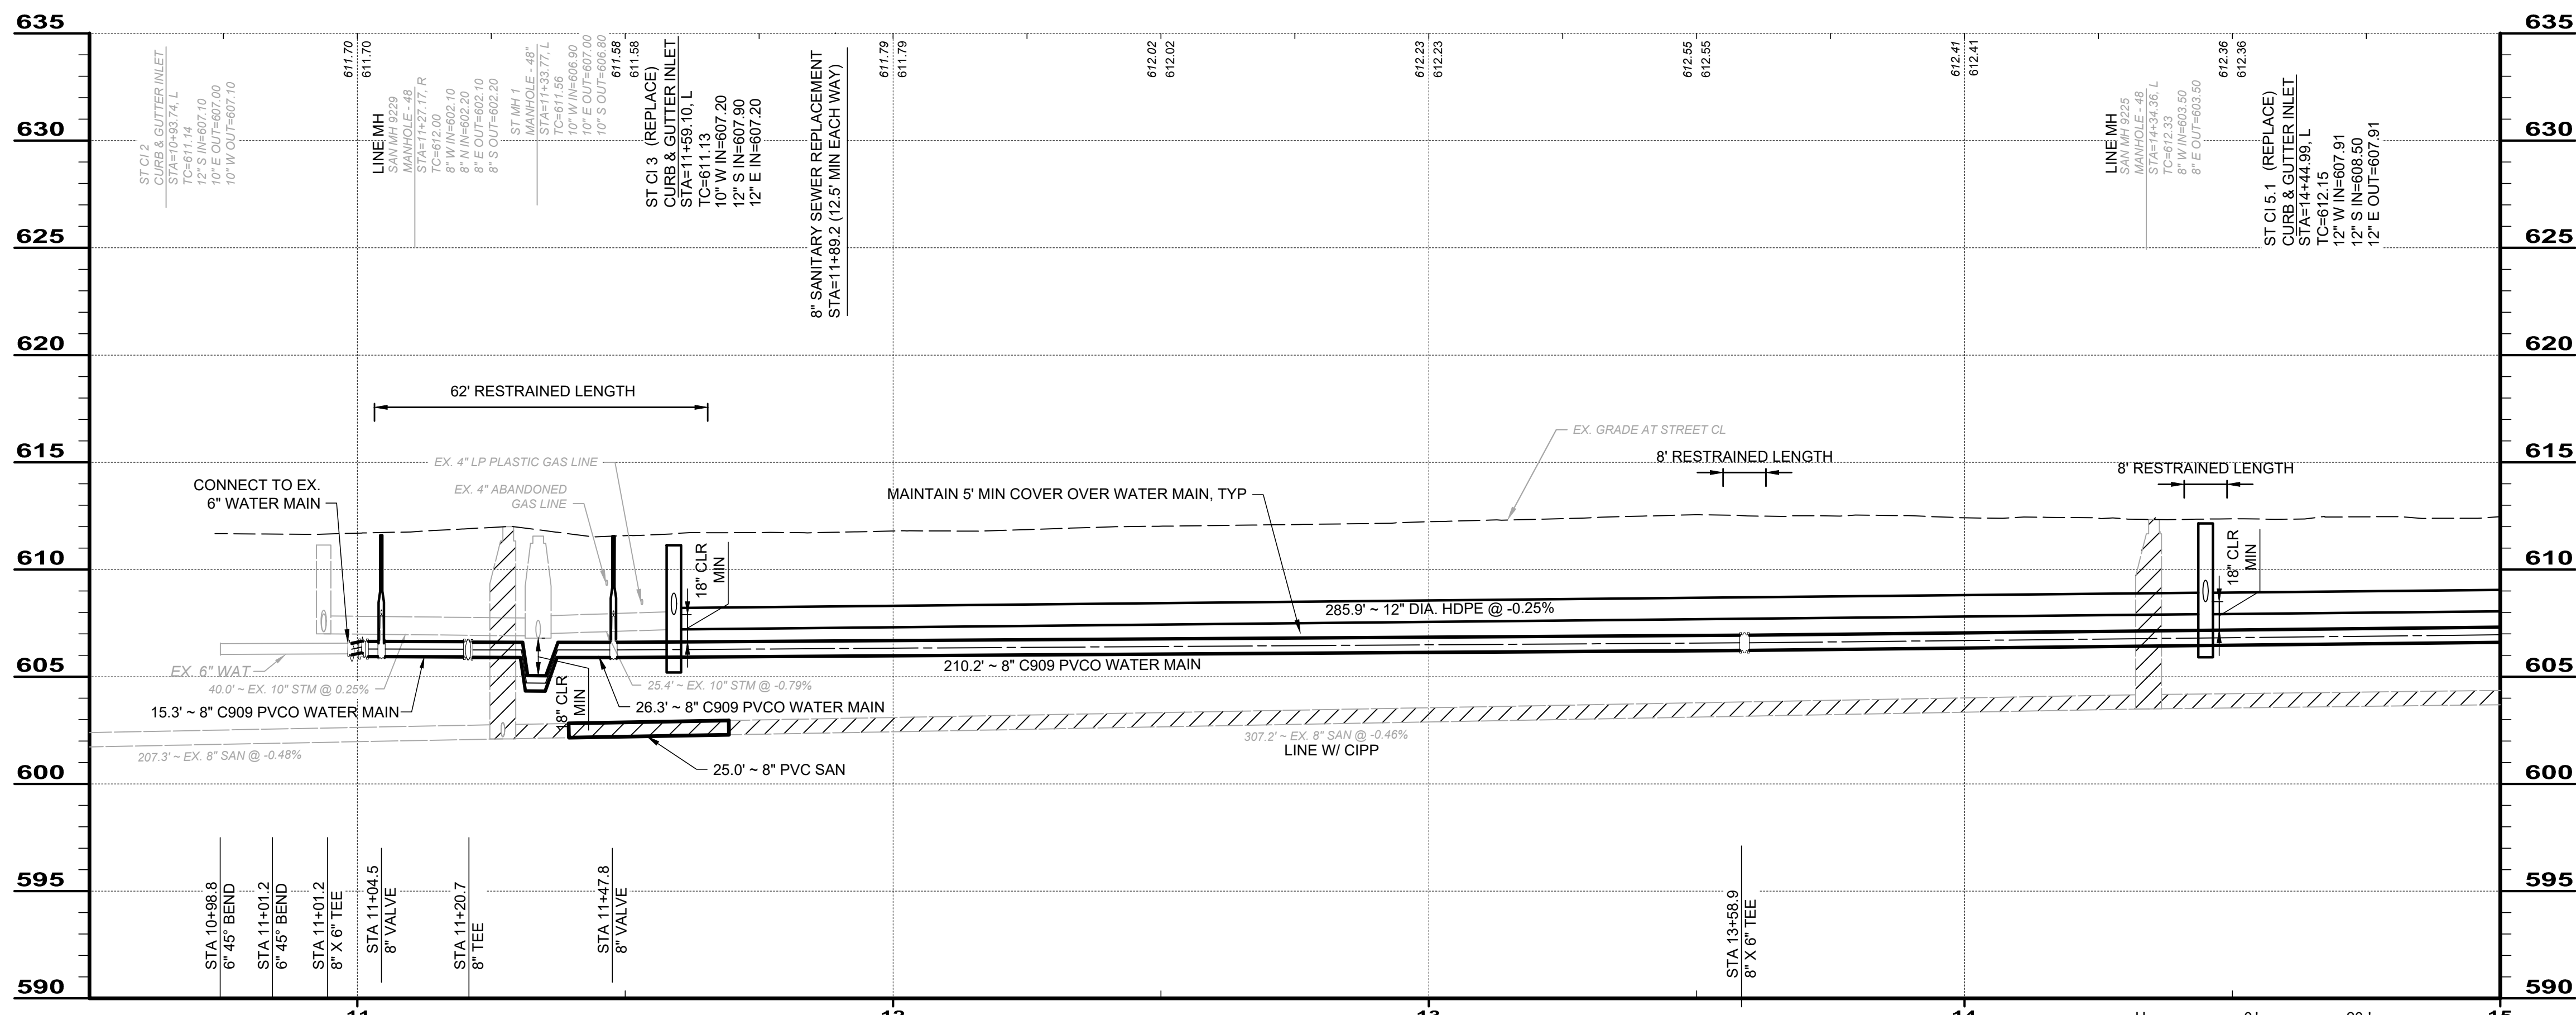 635
635
630
630
625
625
620
620
615
615
610
610
605
605
600
600
595
595
590
590
ST CI 2
CURB & GUTTER INLET
STA=10+93.74, L
TC=611.14
12" S IN=607.10
10" E OUT=607.00
10" W OUT=607.10
611.70
611.70
LINE MH
SAN MH 9229
MANHOLE - 48
STA=11+27.17, R
TC=612.00
8" W IN=602.10
8" N IN=602.20
8" E OUT=602.10
8" S OUT=602.20
ST MH 1
MANHOLE - 48"
STA=11+33.77, L
TC=611.56
10" W IN=606.90
10" E OUT=607.00
10" S OUT=606.80
611.58
611.58
ST CI 3 (REPLACE)
CURB & GUTTER INLET
STA=11+59.10, L
TC=611.13
10" W IN=607.20
12" S IN=607.90
12" E IN=607.20
8" SANITARY SEWER REPLACEMENT
STA=11+89.2 (12.5' MIN EACH WAY)
611.79
611.79
612.02
612.02
612.23
612.23
612.55
612.55
612.41
612.41
LINE MH
SAN MH 9225
MANHOLE - 48
STA=14+34.36, L
TC=612.33
8" W IN=603.50
8" E OUT=603.50
612.36
612.36
ST CI 5.1 (REPLACE)
CURB & GUTTER INLET
STA=14+44.99, L
TC=612.15
12" W IN=607.91
12" S IN=608.50
12" E OUT=607.91
62' RESTRAINED LENGTH
EX. GRADE AT STREET CL
8' RESTRAINED LENGTH
8' RESTRAINED LENGTH
EX. 4" LP PLASTIC GAS LINE
CONNECT TO EX.
6" WATER MAIN
EX. 4" ABANDONED
GAS LINE
MAINTAIN 5' MIN COVER OVER WATER MAIN, TYP
18" CLR
MIN
18" CLR
MIN
285.9' ~ 12" DIA. HDPE @ -0.25%
210.2' ~ 8" C909 PVCO WATER MAIN
EX. 6" WAT
40.0' ~ EX. 10" STM @ 0.25%
25.4' ~ EX. 10" STM @ -0.79%
15.3' ~ 8" C909 PVCO WATER MAIN
18" CLR
MIN
26.3' ~ 8" C909 PVCO WATER MAIN
207.3' ~ EX. 8" SAN @ -0.48%
307.2' ~ EX. 8" SAN @ -0.46%
LINE W/ CIPP
25.0' ~ 8" PVC SAN
STA 10+98.8
6" 45° BEND
STA 11+01.2
6" 45° BEND
STA 11+01.2
8" X 6" TEE
STA 11+04.5
8" VALVE
STA 11+20.7
8" TEE
STA 11+47.8
8" VALVE
STA 13+58.9
8" X 6" TEE
11
12
13
14
15